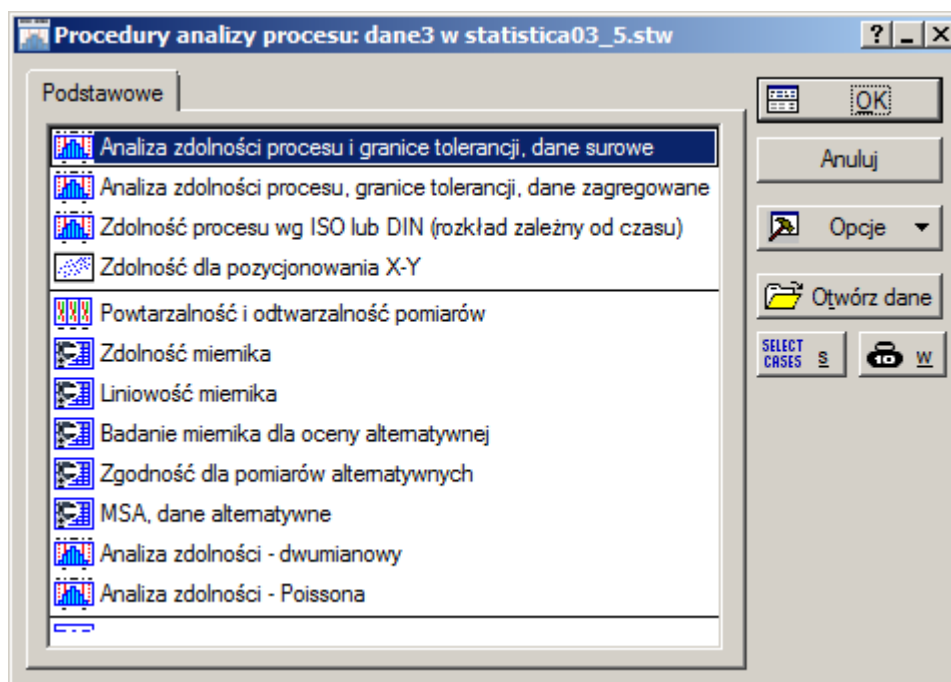 Procedury analizy procesu: dane3 w statistica03_5.stw
Podstawowe
Analiza zdolności procesu i granice tolerancji, dane surowe
Analiza zdolności procesu, granice tolerancji, dane zagregowane
Zdolność procesu wg ISO lub DIN (rozkład zależny od czasu)
Zdolność dla pozycjonowania X-Y
Powtarzalność i odtwarzalność pomiarów
Zdolność miernika
Liniowość miernika
Badanie miernika dla oceny alternatywnej
Zgodność dla pomiarów alternatywnych
MSA, dane alternatywne
Analiza zdolności - dwumianowy
Analiza zdolności - Poissona
OK
Anuluj
Opcje
Otwórz dane
SELECT CASES s
10 w